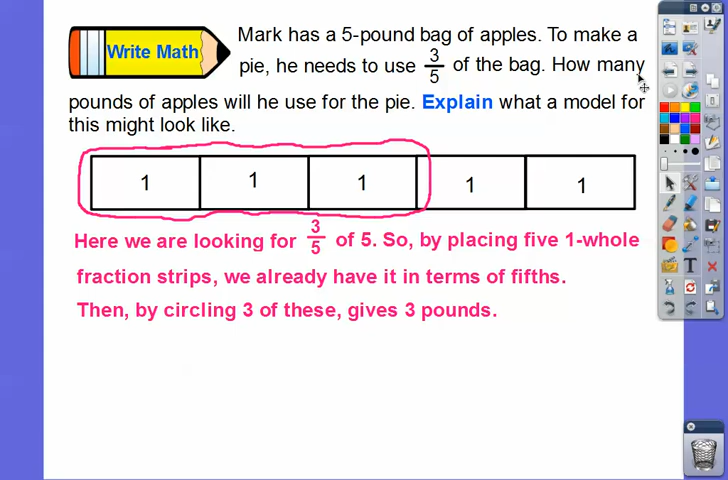 Write Math
Mark has a 5-pound bag of apples. To make a
pie, he needs to use 3/5 of the bag. How many
pounds of apples will he use for the pie. Explain what a model for
this might look like.
1 1 1 1 1
Here we are looking for 3/5 of 5. So, by placing five 1-whole
fraction strips, we already have it in terms of fifths.
Then, by circling 3 of these, gives 3 pounds.
T